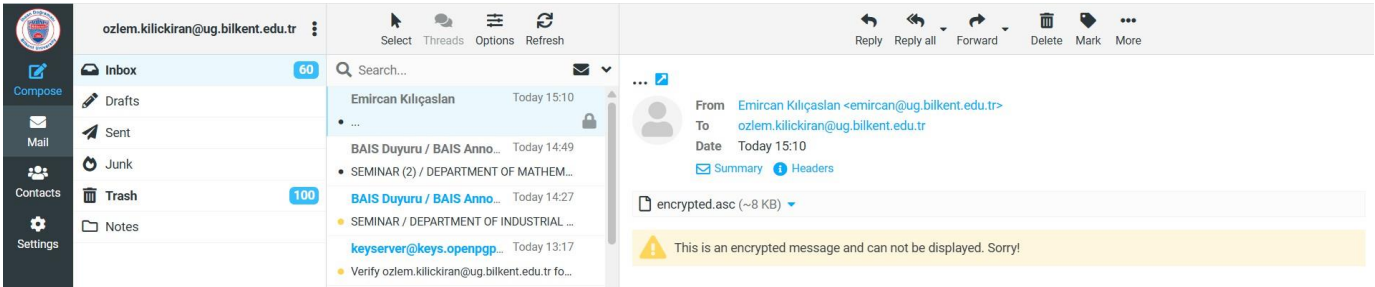 ozlem.kilickiran@ug.bilkent.edu.tr
Compose
Mail
Contacts
Settings
Inbox 60
Drafts
Sent
Junk
Trash 100
Notes
Select Threads Options Refresh
Search...
Emircan Kılıçaslan Today 15:10
...
BAIS Duyuru / BAIS Anno... Today 14:49
SEMINAR (2) / DEPARTMENT OF MATHEM...
BAIS Duyuru / BAIS Anno... Today 14:27
SEMINAR / DEPARTMENT OF INDUSTRIAL ...
keyserver@keys.openpgp... Today 13:17
Verify ozlem.kilickiran@ug.bilkent.edu.tr fo...
Reply Reply all Forward Delete Mark More
...
From Emircan Kılıçaslan <emircan@ug.bilkent.edu.tr>
To ozlem.kilickiran@ug.bilkent.edu.tr
Date Today 15:10
Summary Headers
encrypted.asc (~8 KB)
This is an encrypted message and can not be displayed. Sorry!